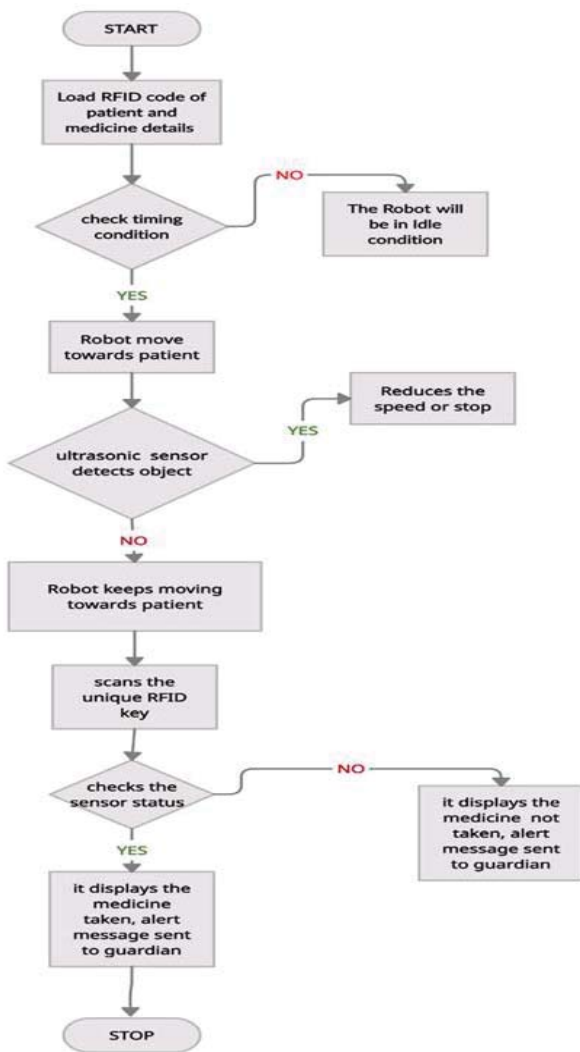 START
Load RFID code of
patient and
medicine details
NO
check timing
condition
The Robot will
be in Idle
condition
YES
Robot move
towards patient
Reduces the
speed or stop
YES
ultrasonic sensor
detects object
NO
Robot keeps moving
towards patient
scans the
unique RFID
key
NO
checks the
sensor status
it displays the
medicine not
taken, alert
message sent
to guardian
YES
it displays the
medicine
taken, alert
message sent
to guardian
STOP